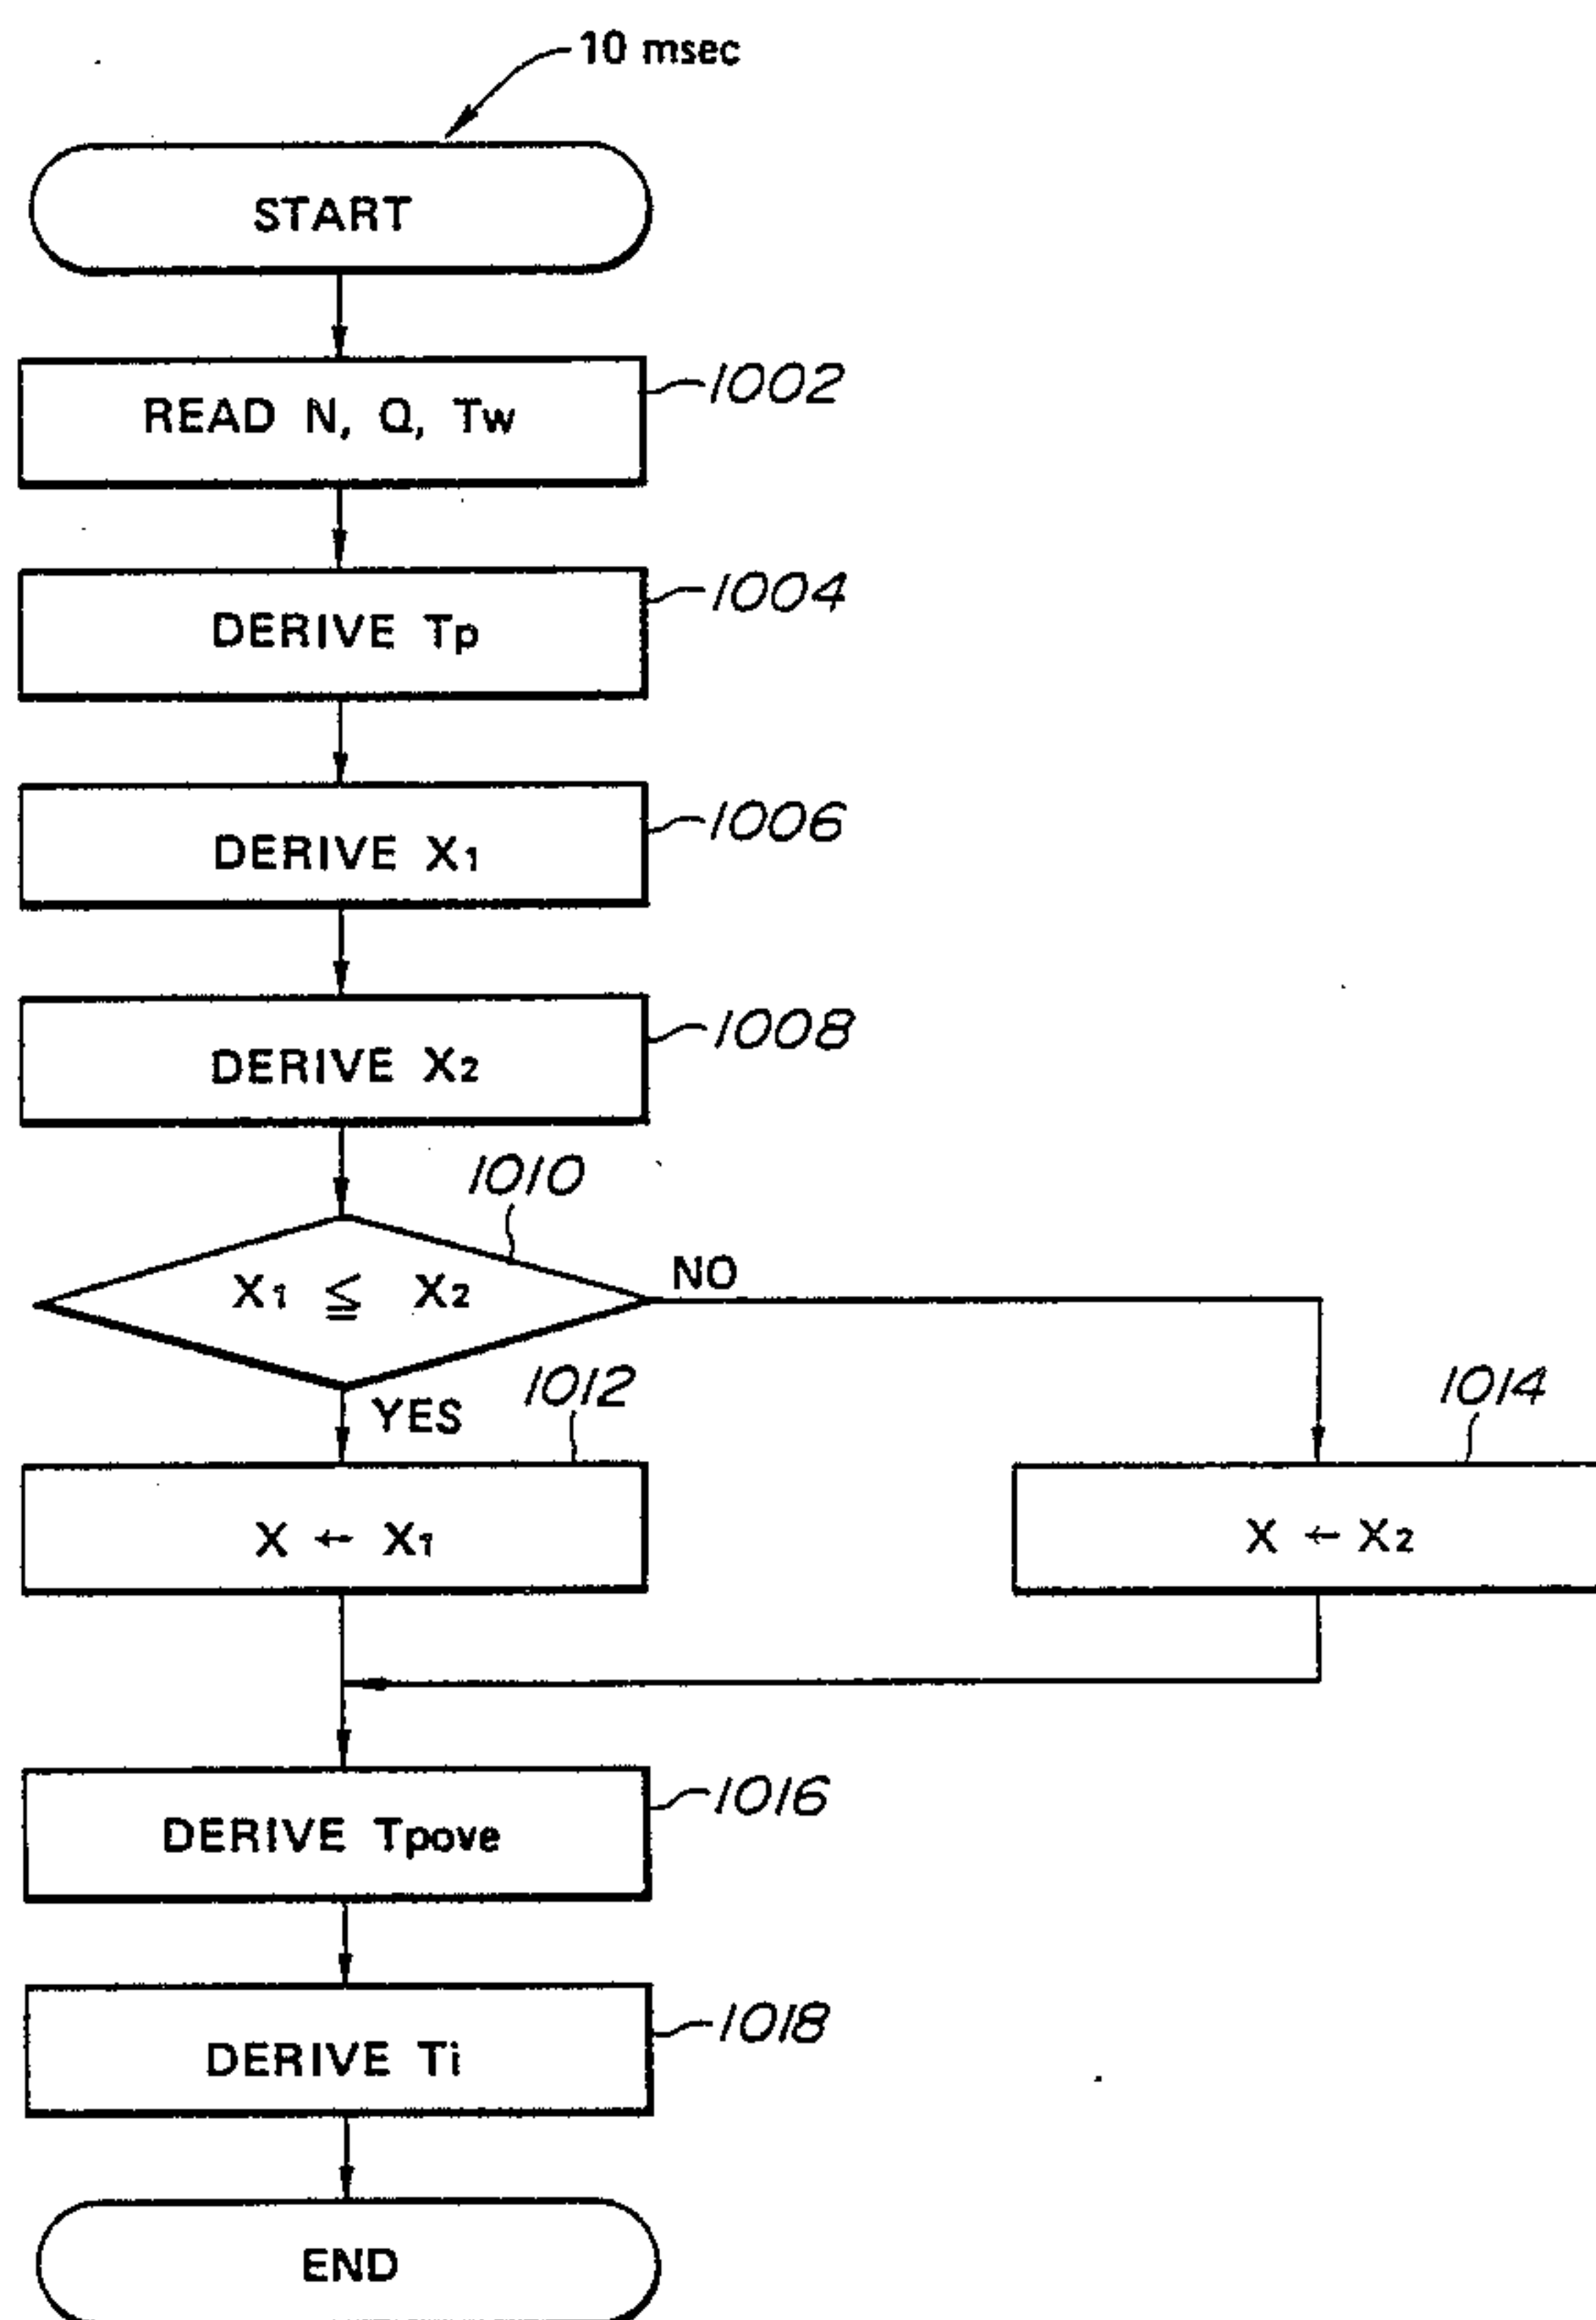 10 msec
START
READ N, Q, Tw
1002
DERIVE Tp
1004
DERIVE X1
1006
DERIVE X2
1008
1010
X1 ≦ X2
NO
YES
1012
1014
X ← X1
X ← X2
DERIVE Tpove
1016
DERIVE Ti
1018
END